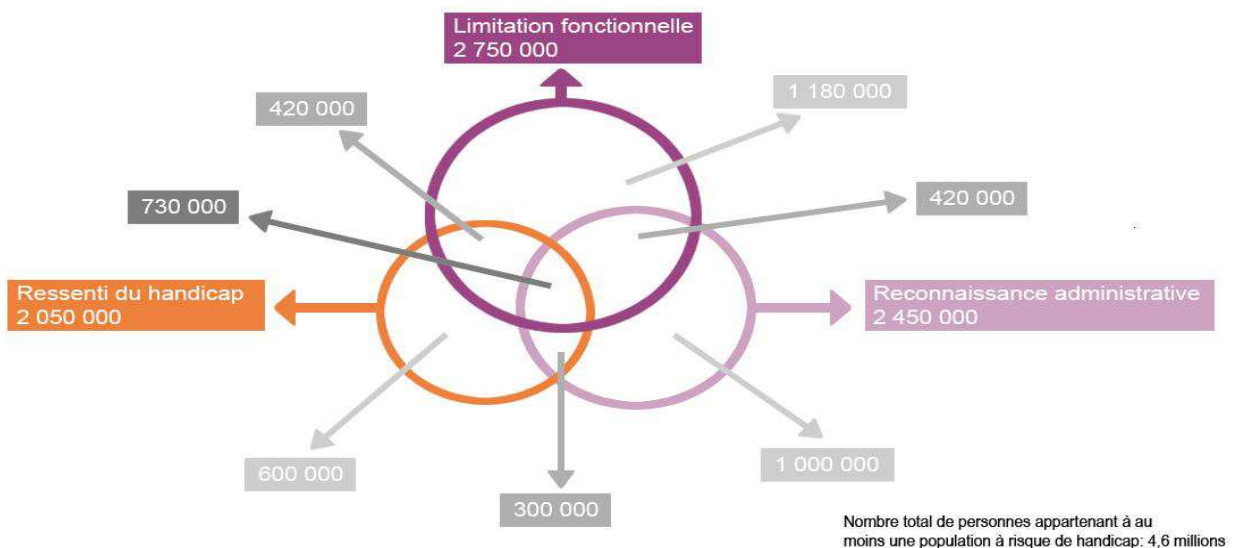 Limitation fonctionnelle
2 750 000
1 180 000
420 000
730 000
420 000
Ressenti du handicap
2 050 000
Reconnaissance administrative
2 450 000
600 000
1 000 000
300 000
Nombre total de personnes appartenant à au
moins une population à risque de handicap: 4,6 millions